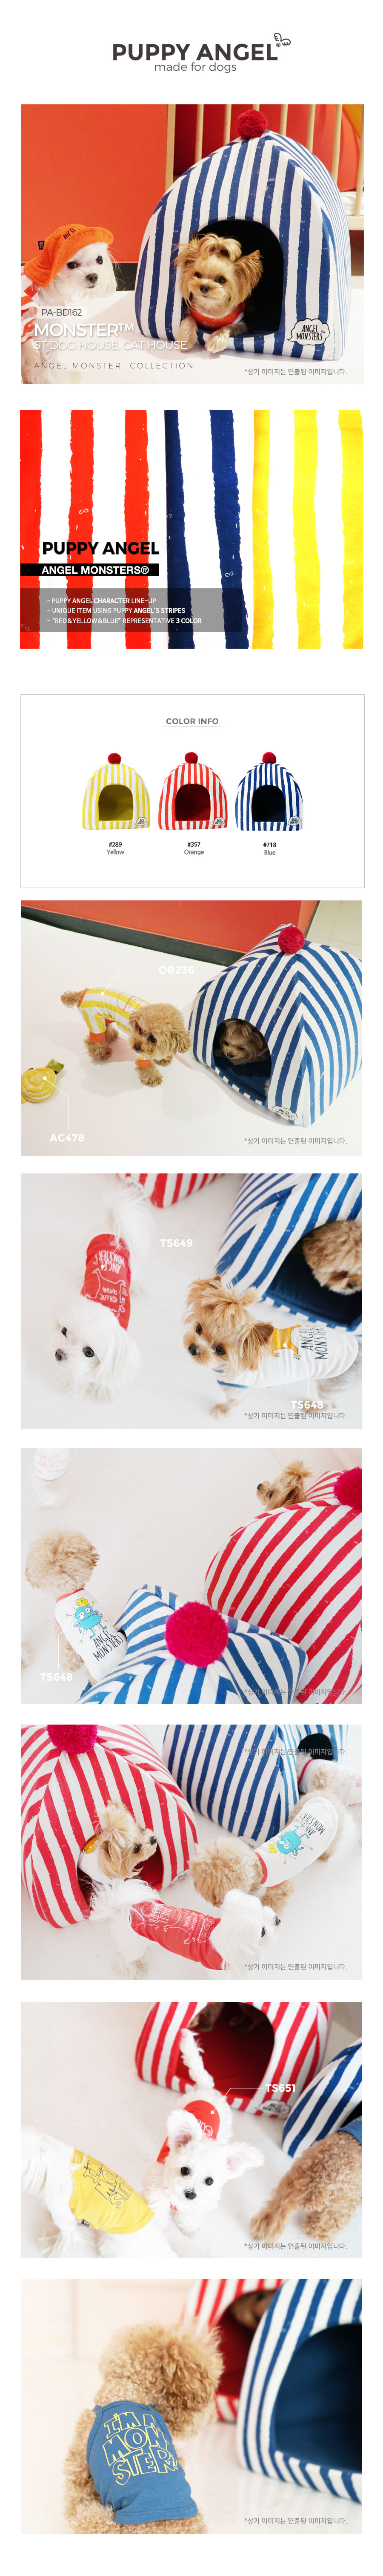 PUPPY ANGEL®
made for dogs
PA-BD162
MONSTER™
ST DOG HOUSE, CAT HOUSE
ANGEL MONSTER COLLECTION
ANGEL
MONSTERS
*상기 이미지는 연출된 이미지입니다.
PUPPY ANGEL
ANGEL MONSTERS®
- PUPPY ANGEL CHARACTER LINE-UP
- UNIQUE ITEM USING PUPPY ANGEL'S STRIPES
- "RED&YELLOW&BLUE" REPRESENTATIVE 3 COLOR
COLOR INFO
#289
Yellow
#357
Orange
#718
Blue
OR236
AC478
*상기 이미지는 연출된 이미지입니다.
TS649
ANGEL
MONSTERS
TS648
*상기 이미지는 연출된 이미지입니다.
ANGEL
MONSTERS
TS648
*상기 이미지는 연출된 이미지입니다.
*상기 이미지는 연출된 이미지입니다.
*상기 이미지는 연출된 이미지입니다.
TS651
*상기 이미지는 연출된 이미지입니다.
I'M A
MON
STER!
*상기 이미지는 연출된 이미지입니다.